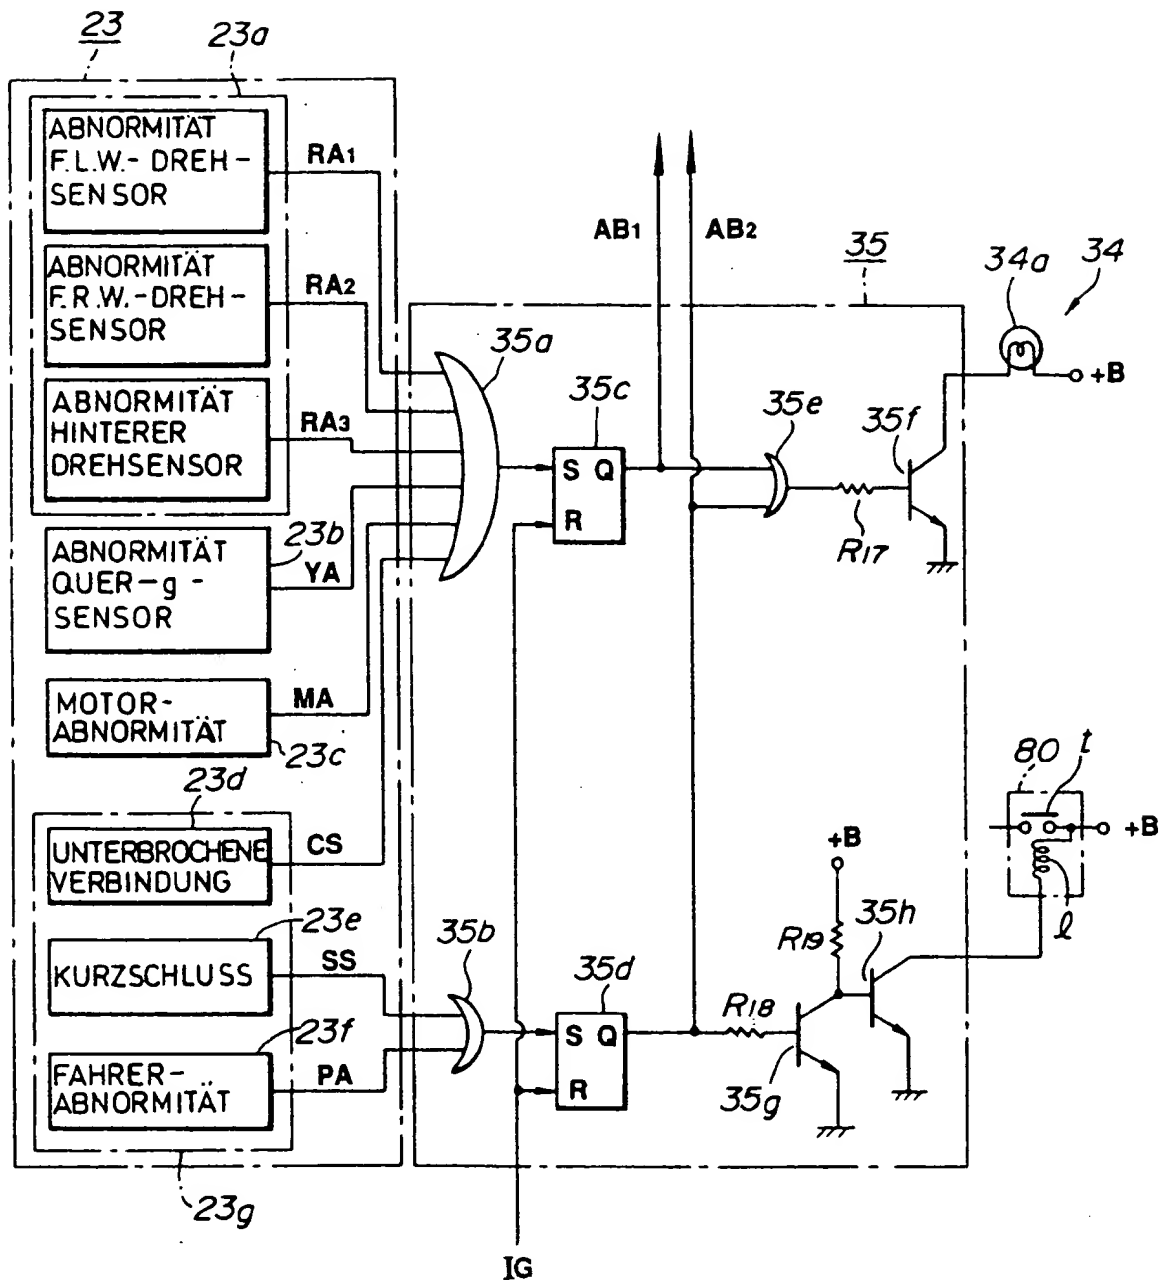 23
23a
ABNORMITÄT
F.L.W.-DREH-
SENSOR
RA1
ABNORMITÄT
F.R.W.-DREH-
SENSOR
RA2
ABNORMITÄT
HINTERER
DREHSENSOR
RA3
ABNORMITÄT
QUER-g-
SENSOR
23b
YA
MOTOR-
ABNORMITÄT
MA
23c
23d
UNTERBROCHENE
VERBINDUNG
CS
23e
KURZSCHLUSS
SS
23f
FAHRER-
ABNORMITÄT
PA
23g
35
35a
35b
35c
S Q
R
35d
S Q
R
IG
AB1
AB2
35e
R17
35f
34a
34
+B
80
t
+B
l
+B
R19
35h
R18
35g